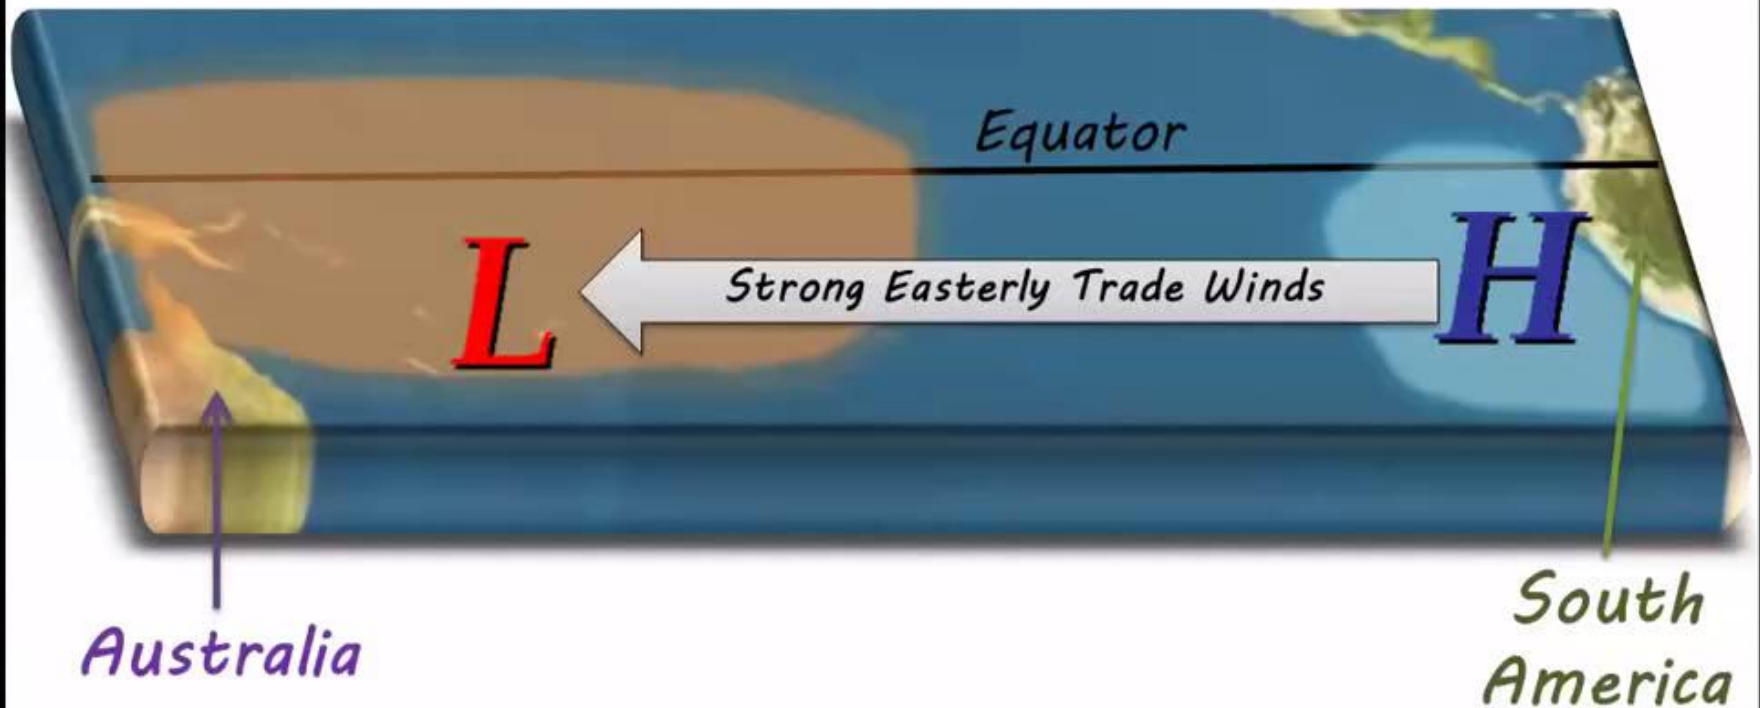 Equator
L
Strong Easterly Trade Winds
H
Australia
South
America